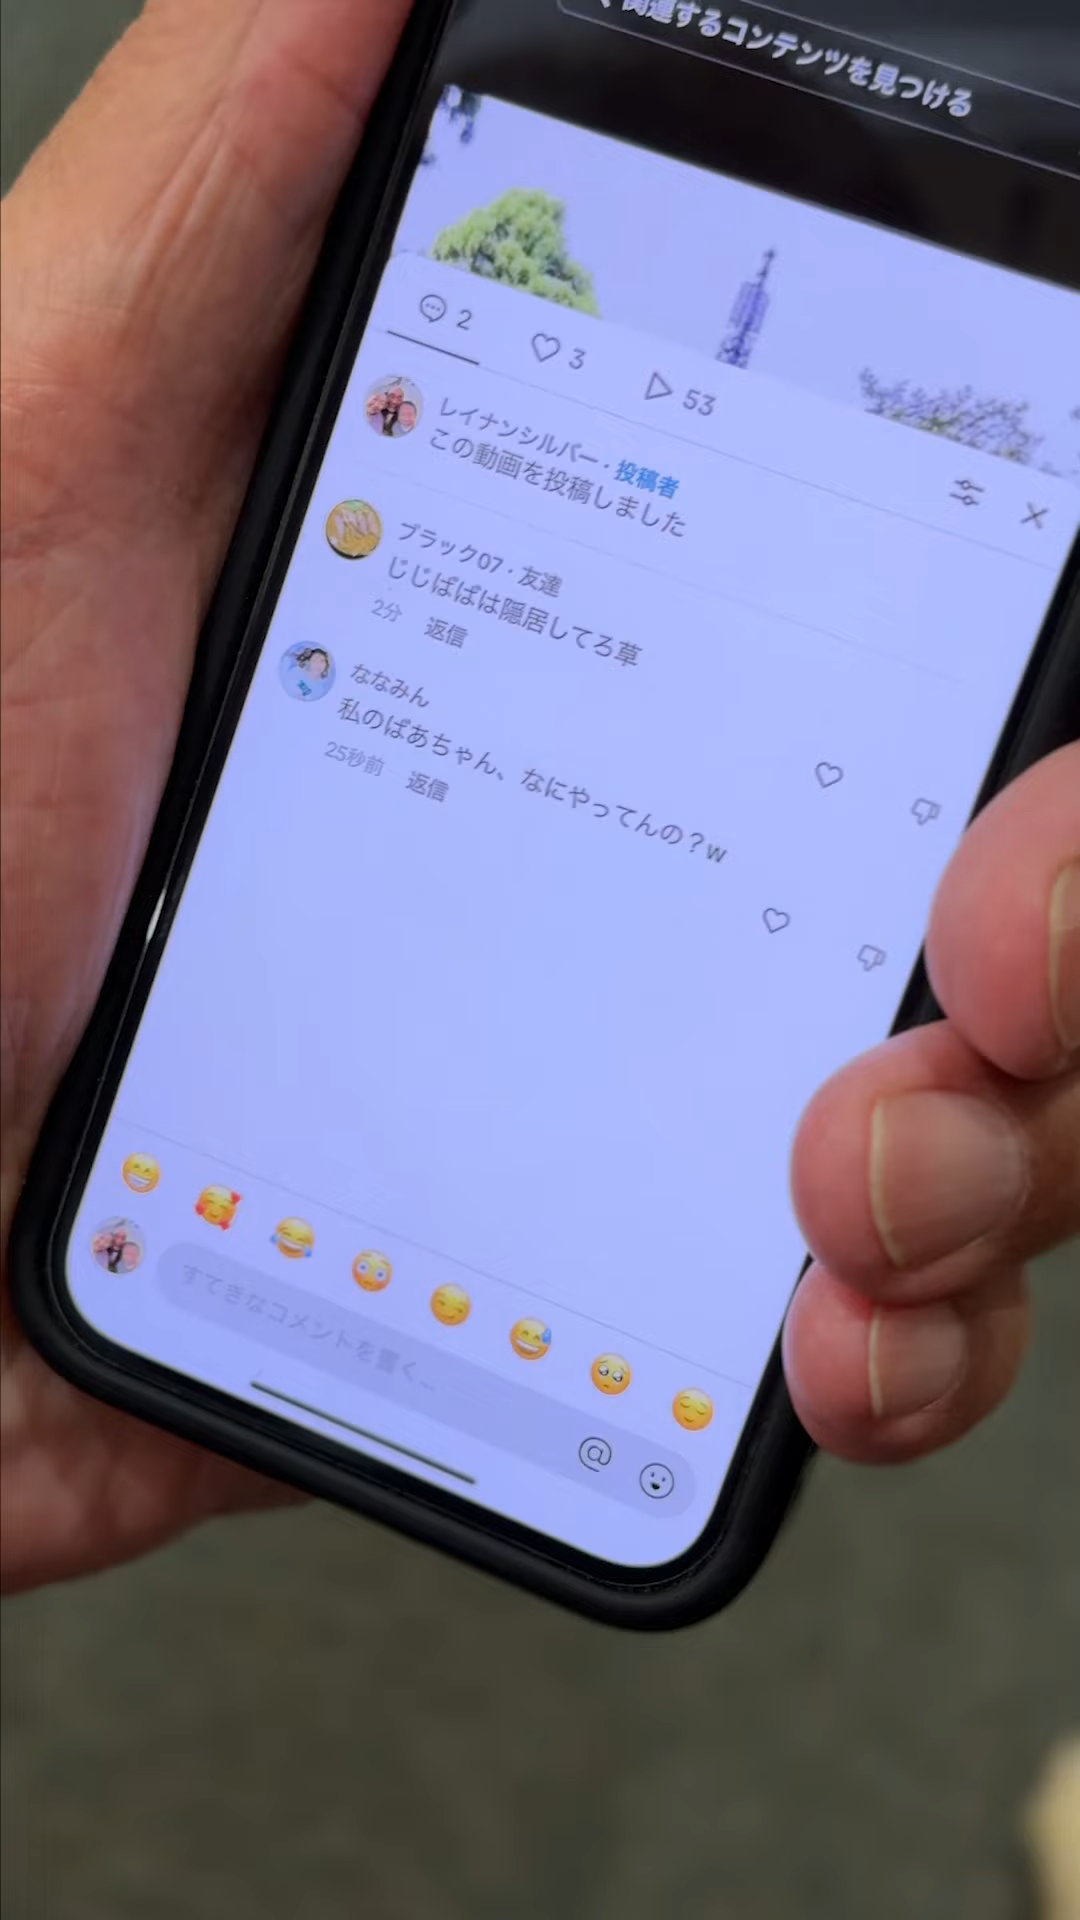 関連するコンテンツを見つける
2
3
53
レイナンシルバー · 投稿者
この動画を投稿しました
ブラック07 · 友達
じじばばは隠居してろ草
2分 返信
ななみん
私のばあちゃん、なにやってんの？w
25秒前 返信
すてきなコメントを書く...
@